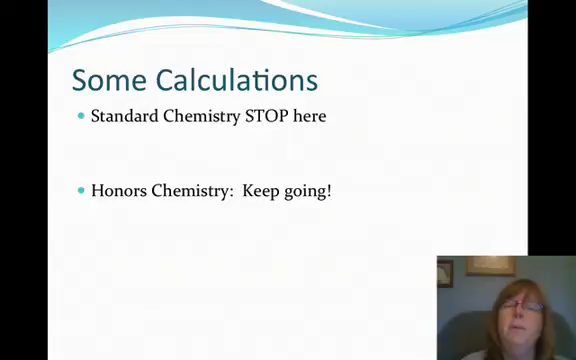 Some Calculations
Standard Chemistry STOP here
Honors Chemistry:  Keep going!